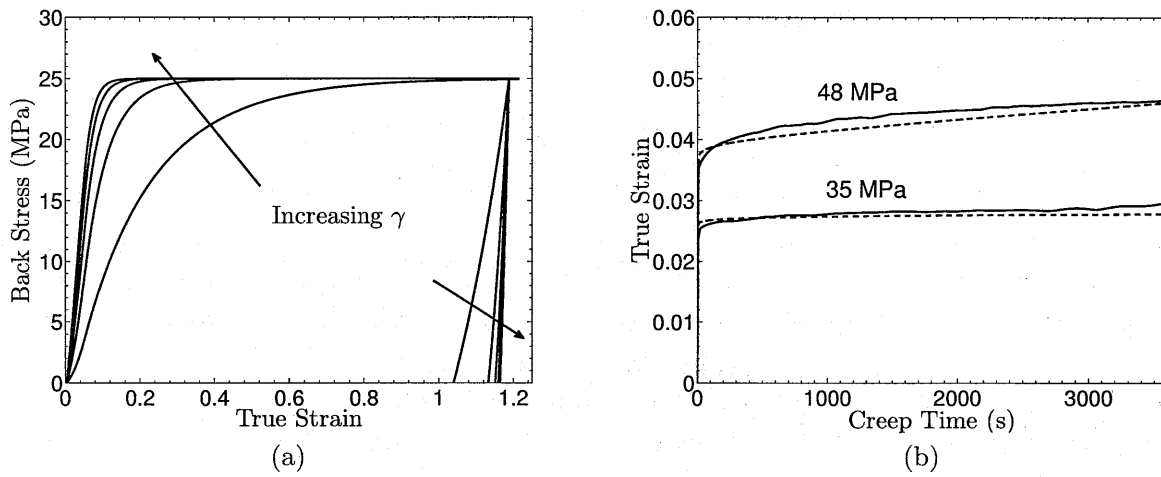 30
25
20
15
10
5
0
0 0.2 0.4 0.6 0.8 1 1.2
Back Stress (MPa)
True Strain
Increasing γ
(a)
0.06
0.05
0.04
0.03
0.02
0.01
0
0 1000 2000 3000
True Strain
Creep Time (s)
48 MPa
35 MPa
(b)